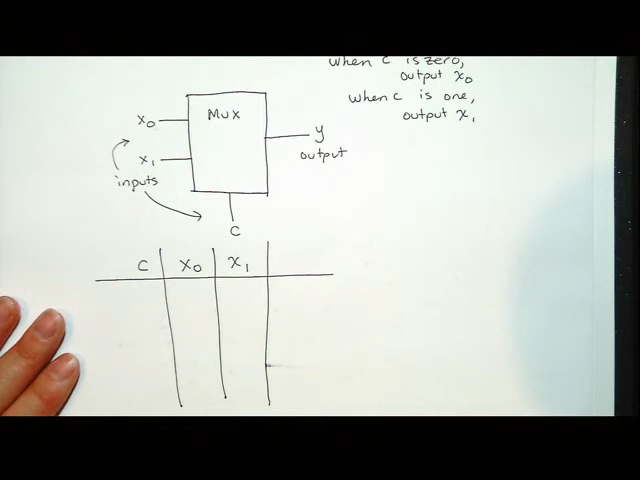 when C is zero,
output x₀
when c is one,
output x₁
x₀
Mux
y
output
x₁
inputs
C
C x₀ x₁